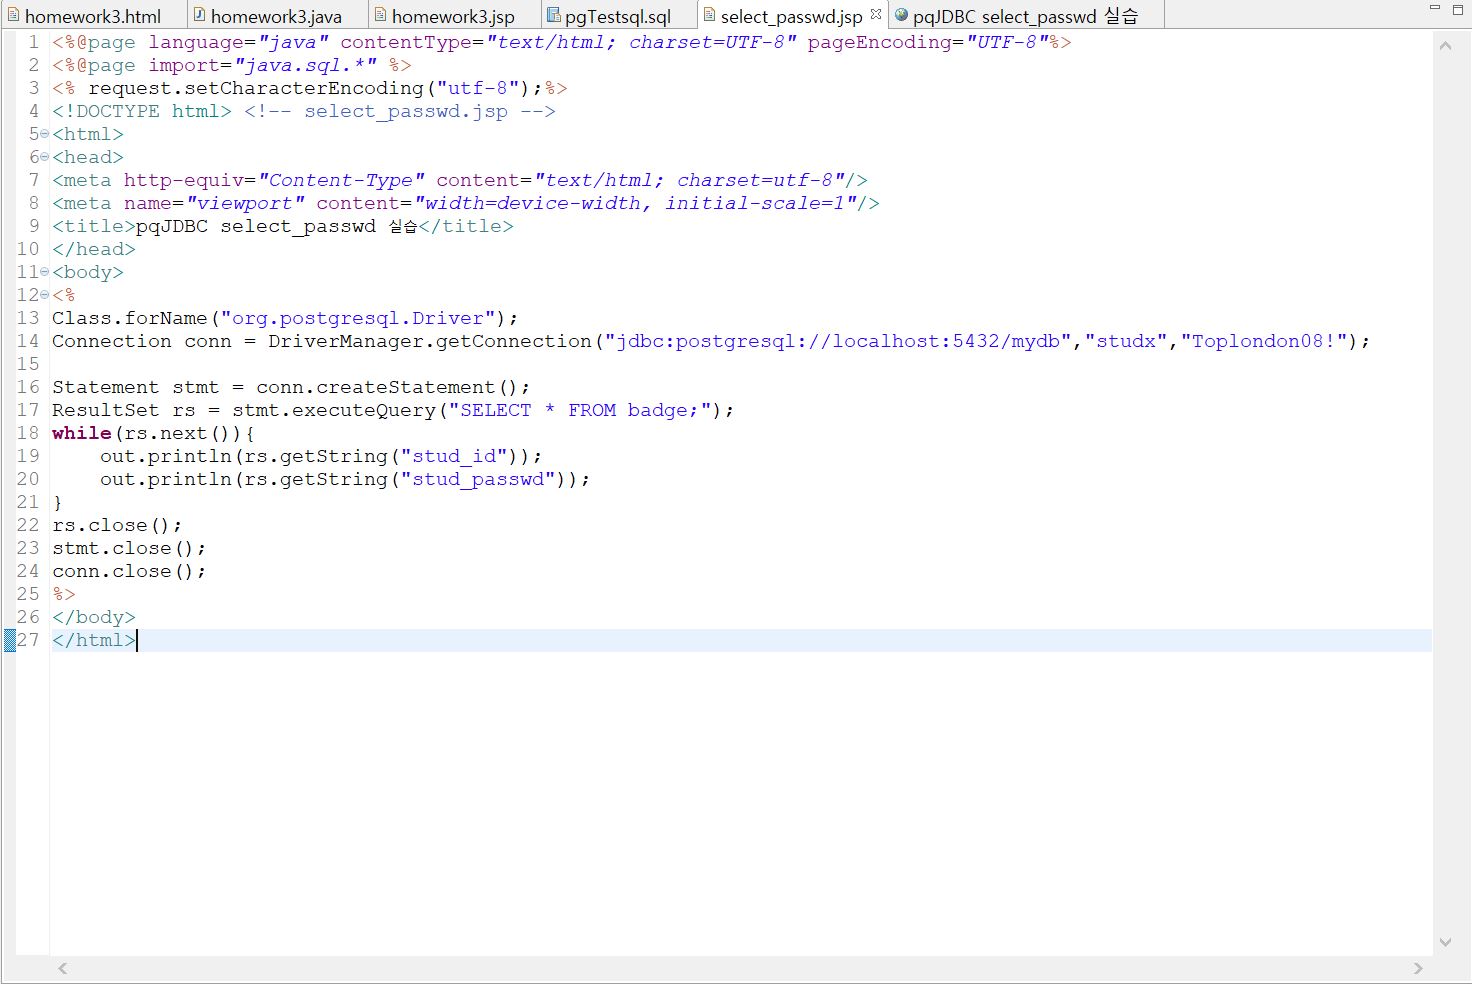 homework3.html homework3.java homework3.jsp pgTestsql.sql select_passwd.jsp pqJDBC select_passwd 실습
1 <%@page language="java" contentType="text/html; charset=UTF-8" pageEncoding="UTF-8"%>
2 <%@page import="java.sql.*" %>
3 <% request.setCharacterEncoding("utf-8");%>
4 <!DOCTYPE html> <!-- select_passwd.jsp -->
5 <html>
6 <head>
7 <meta http-equiv="Content-Type" content="text/html; charset=utf-8"/>
8 <meta name="viewport" content="width=device-width, initial-scale=1"/>
9 <title>pqJDBC select_passwd 실습</title>
10 </head>
11 <body>
12 <%
13 Class.forName("org.postgresql.Driver");
14 Connection conn = DriverManager.getConnection("jdbc:postgresql://localhost:5432/mydb","studx","Toplondon08!");
15
16 Statement stmt = conn.createStatement();
17 ResultSet rs = stmt.executeQuery("SELECT * FROM badge;");
18 while(rs.next()){
19     out.println(rs.getString("stud_id"));
20     out.println(rs.getString("stud_passwd"));
21 }
22 rs.close();
23 stmt.close();
24 conn.close();
25 %>
26 </body>
27 </html>